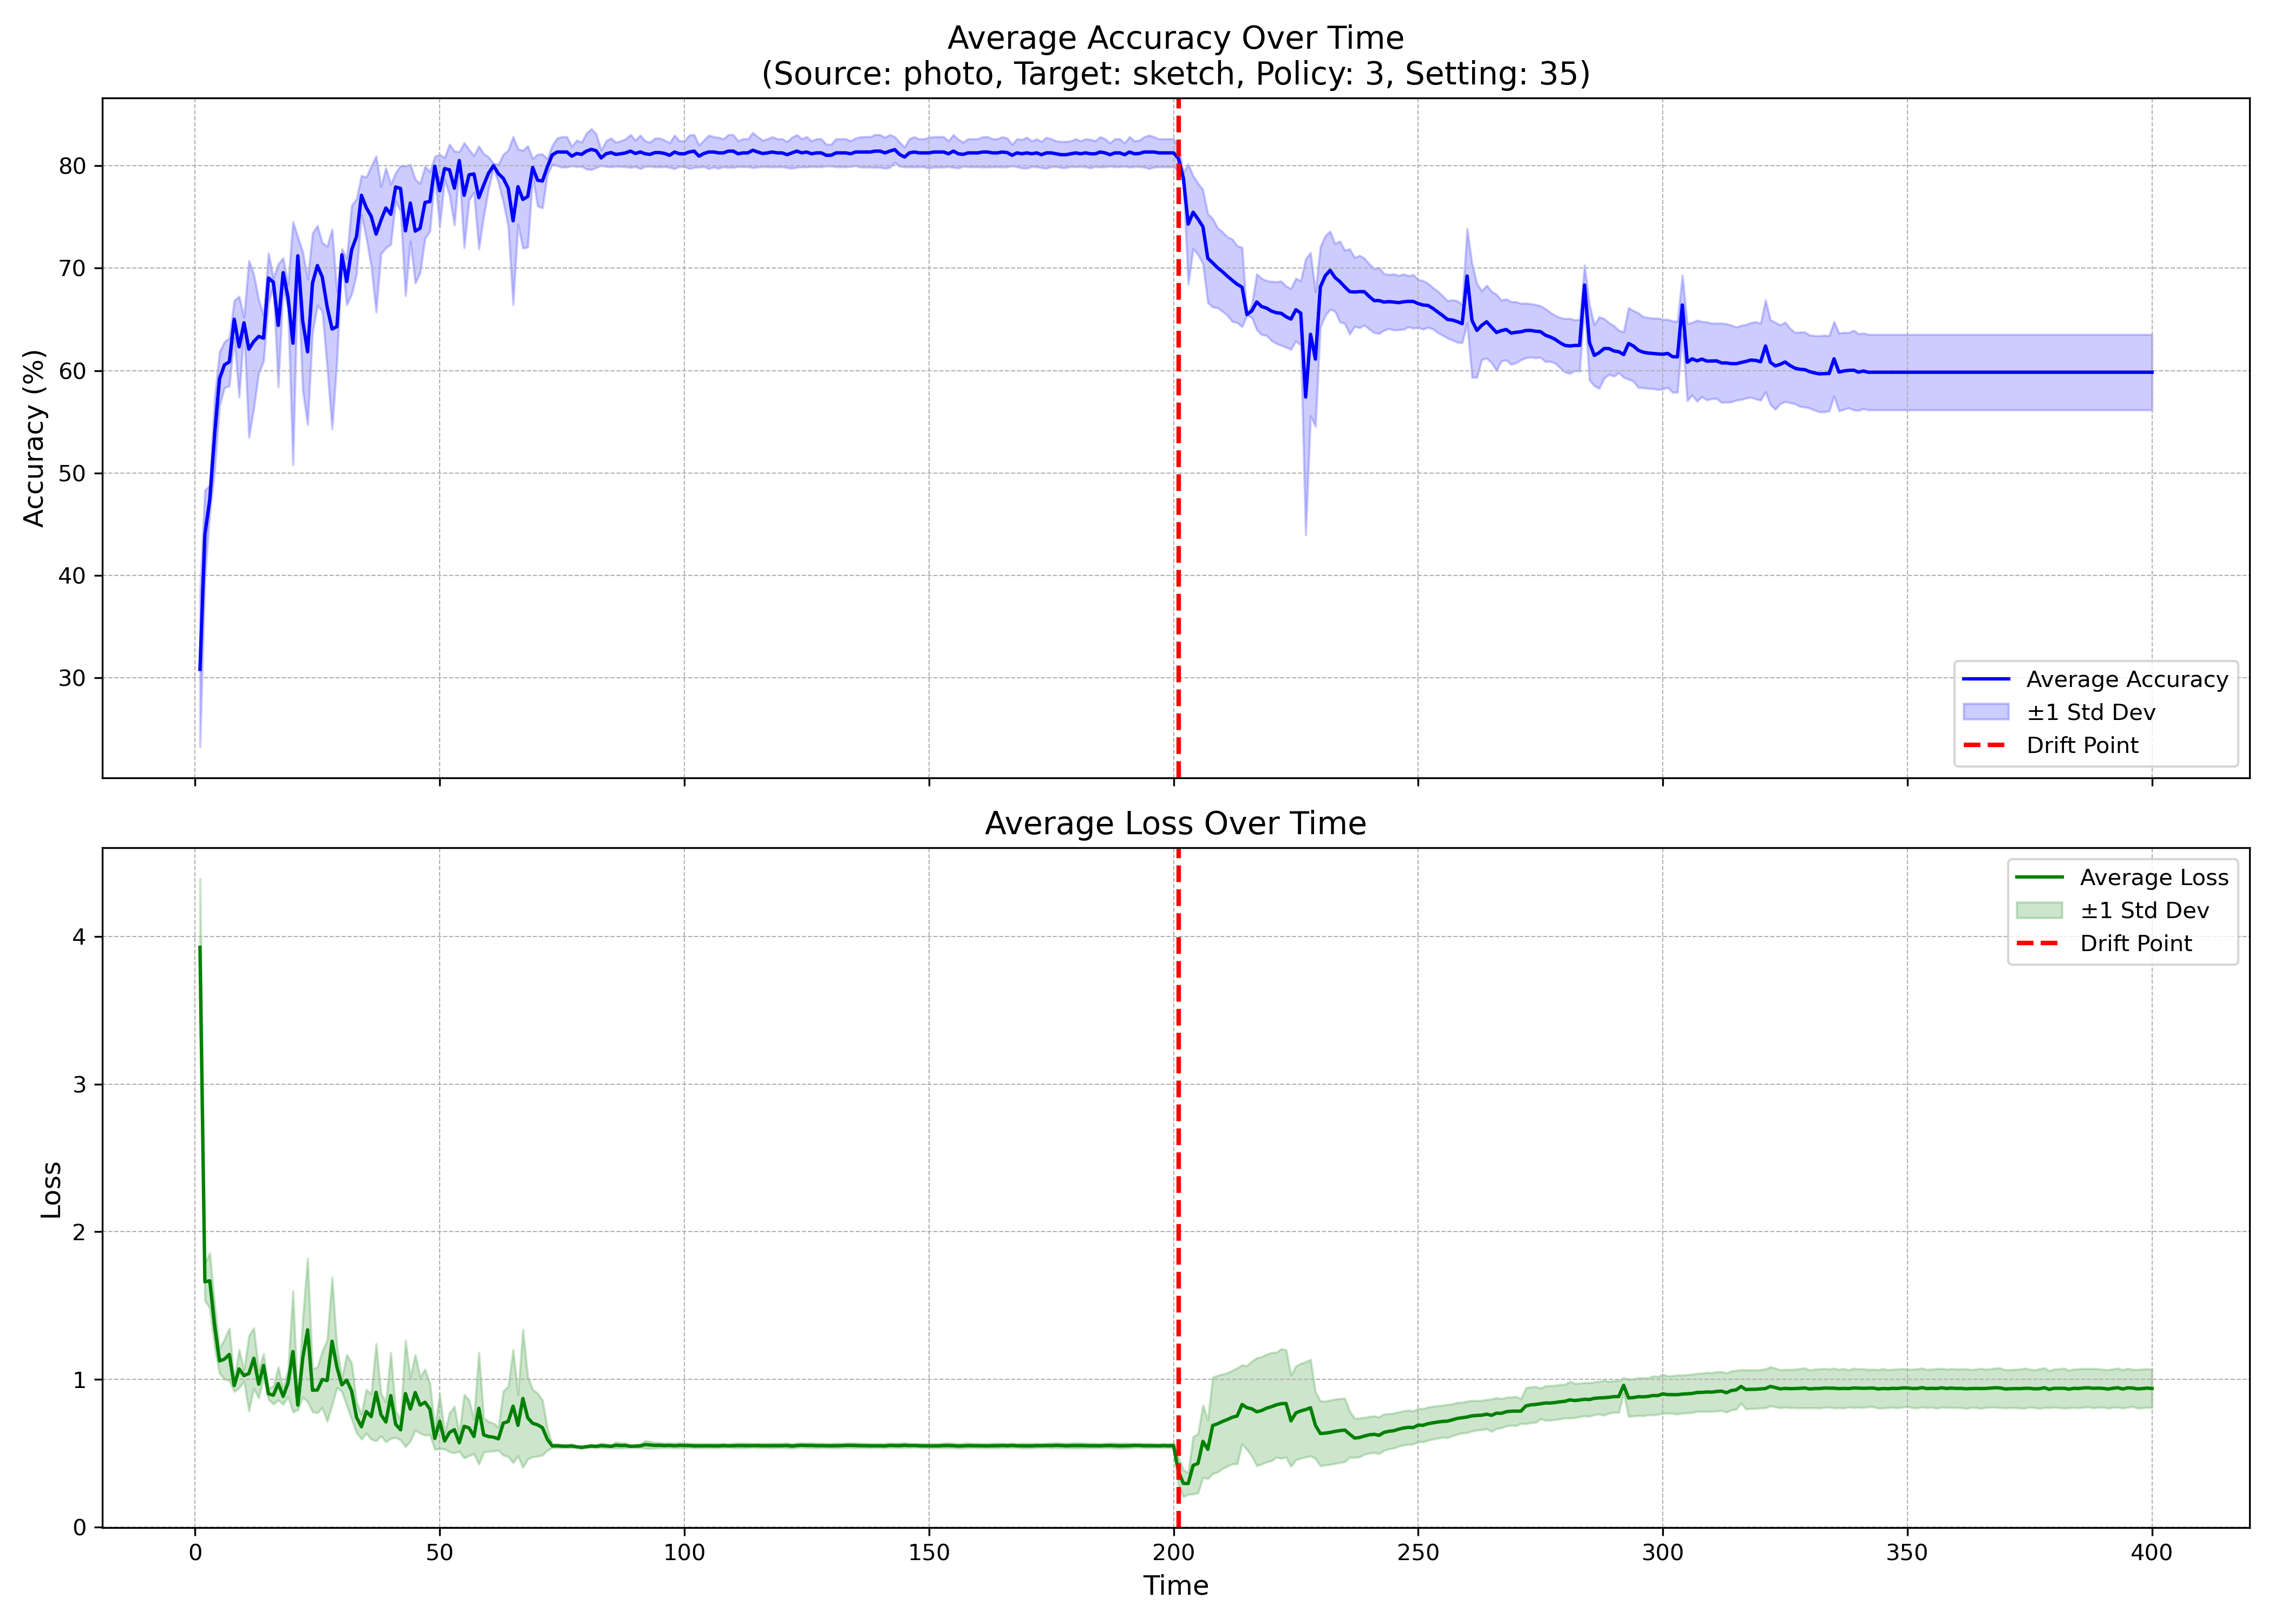 Average Accuracy Over Time
(Source: photo, Target: sketch, Policy: 3, Setting: 35)
Accuracy (%)
80
70
60
50
40
30
Average Accuracy
±1 Std Dev
Drift Point
Average Loss Over Time
Loss
4
3
2
1
0
Average Loss
±1 Std Dev
Drift Point
0 50 100 150 200 250 300 350 400
Time